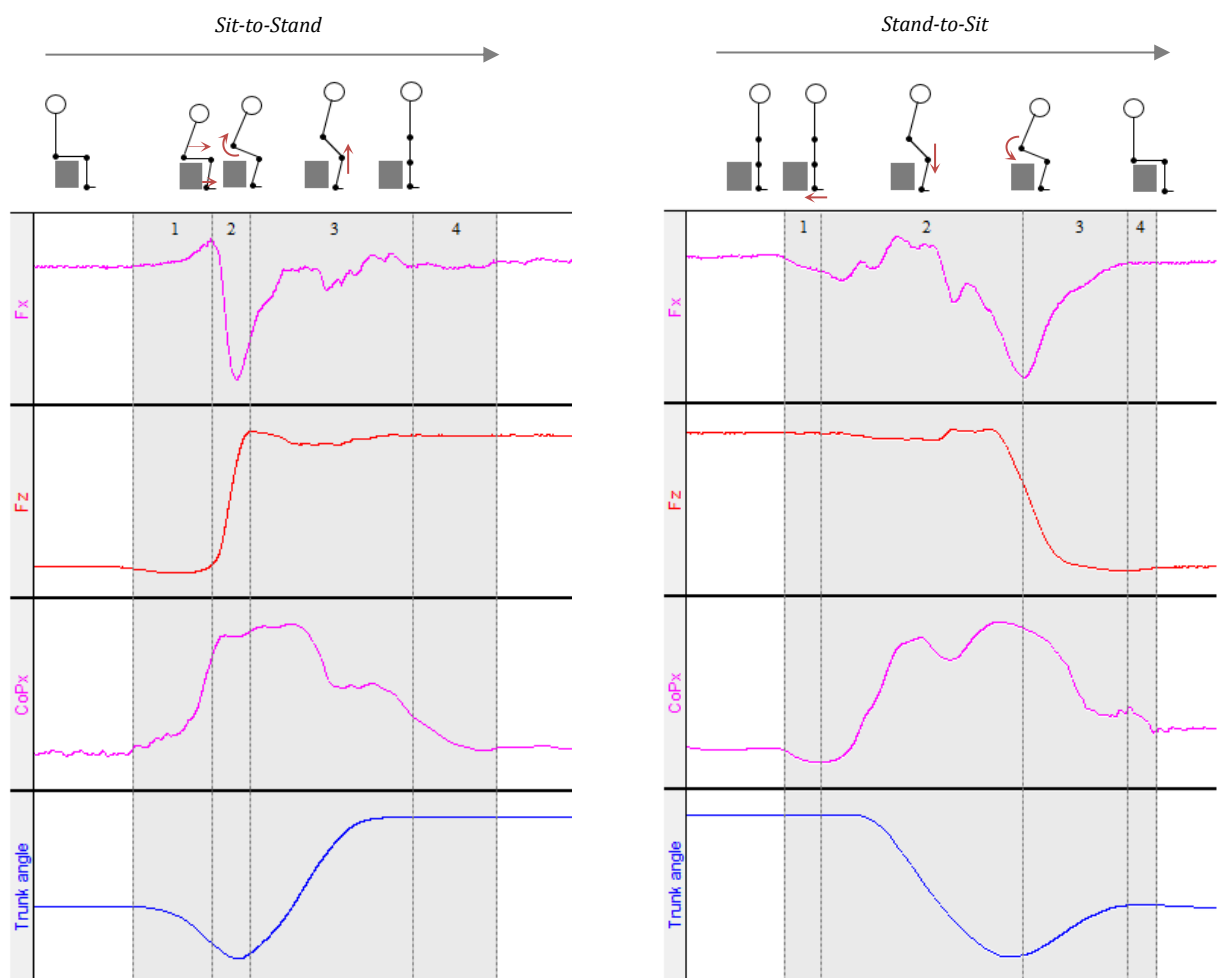 Sit-to-Stand
1 2 3 4
Fx
Fz
CoPx
Trunk angle
Stand-to-Sit
1 2 3 4
Fx
Fz
CoPx
Trunk angle